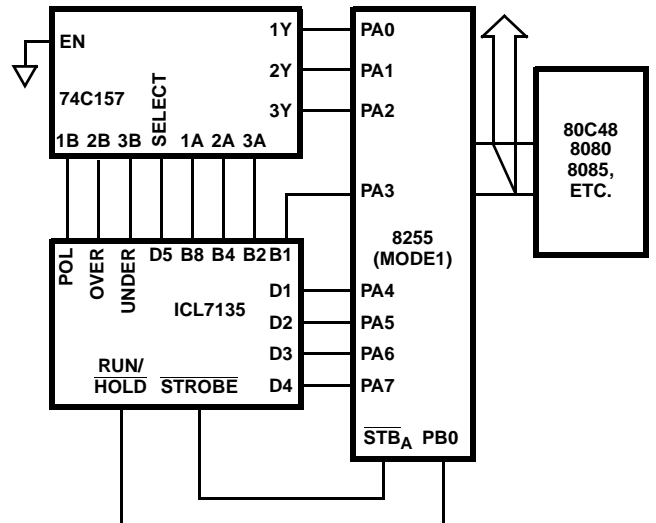 EN
1Y
2Y
3Y
74C157
SELECT
1B 2B 3B 1A 2A 3A
PA0
PA1
PA2
PA3
8255
(MODE1)
80C48
8080
8085,
ETC.
POL
OVER
UNDER
D5 B8 B4 B2 B1
ICL7135
D1
D2
D3
D4
RUN/
HOLD STROBE
PA4
PA5
PA6
PA7
STBA PB0